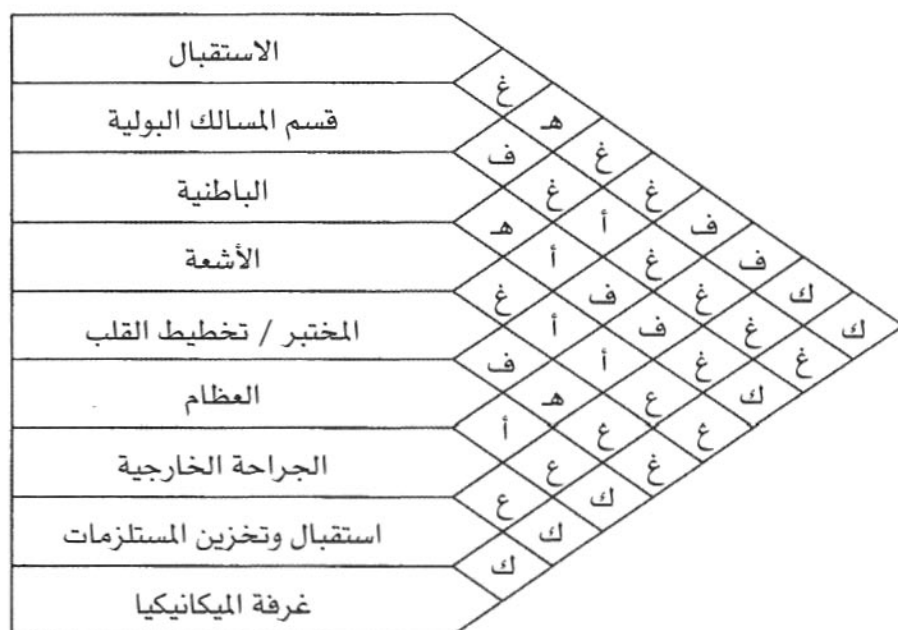 الاستقبال
غ
قسم المسالك البولية
هـ
ف غ
الباطنية
غ غ
هـ أ ف
الأشعة
أ غ ف
غ ف غ ك
المختبر / تخطيط القلب
أ ف غ ك
ف أ غ غ
العظام
هـ ع ك
أ ع ع
الجراحة الخارجية
ع غ
ع ك
استقبال وتخزين المستلزمات
ك
ك
غرفة الميكانيكيا